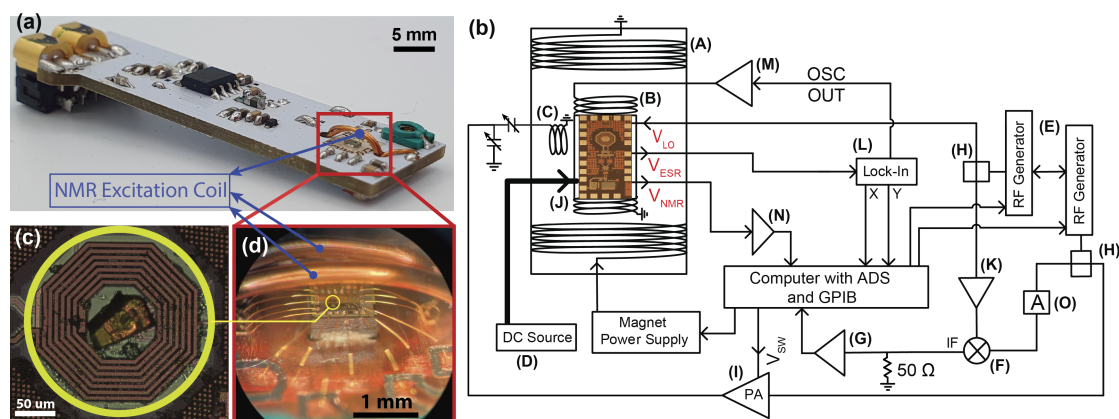 (a)
5 mm
NMR Excitation Coil
(c)
50 um
(d)
1 mm
(b)
(A)
(M)
OSC
OUT
(B)
(C)
V_LO
V_ESR
V_NMR
(J)
(L)
Lock-In
X Y
(H)
(E)
RF Generator
RF Generator
(H)
(N)
(K)
Computer with ADS
and GPIB
A
(O)
DC Source
(D)
Magnet
Power Supply
V_SW
(G)
IF
(F)
50 Ω
(I)
PA